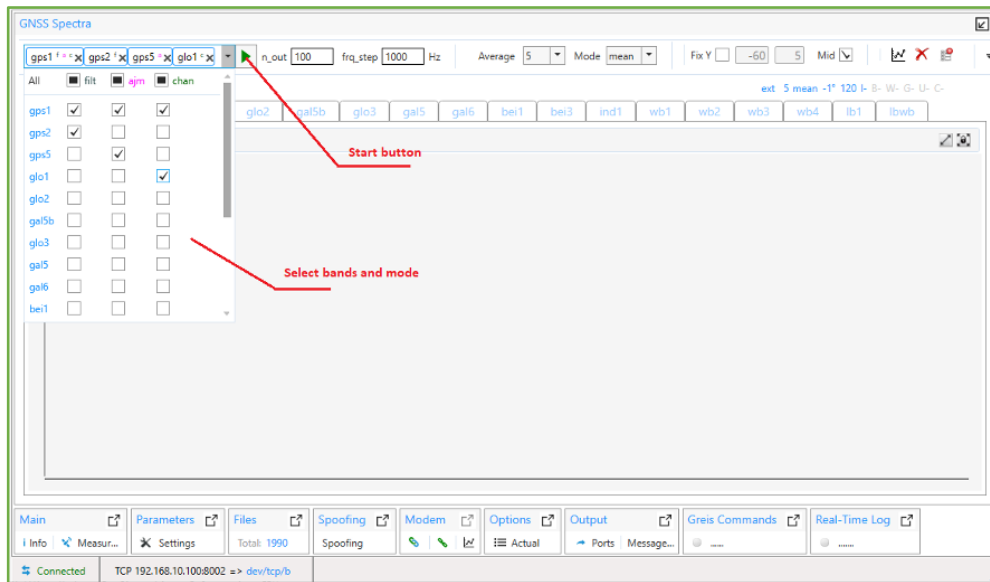 GNSS Spectra
gps1 f a c x gps2 f x gps5 a x glo1 c x n_out 100 frq_step 1000 Hz Average 5 Mode mean Fix Y -60 5 Mid
All filt ajm chan
ext 5 mean -1° 120 I- B- W- G- U- C-
glo2 gal5b glo3 gal5 gal6 bei1 bei3 ind1 wb1 wb2 wb3 wb4 lb1 lbwb
gps1
gps2
gps5
Start button
glo1
glo2
gal5b
glo3
gal5
Select bands and mode
gal6
bei1
Main Parameters Files Spoofing Modem Options Output Greis Commands Real-Time Log
i Info Measur... Settings Total: 1990 Spoofing Actual Ports Message... ...... ......
Connected TCP 192.168.10.100:8002 => dev/tcp/b